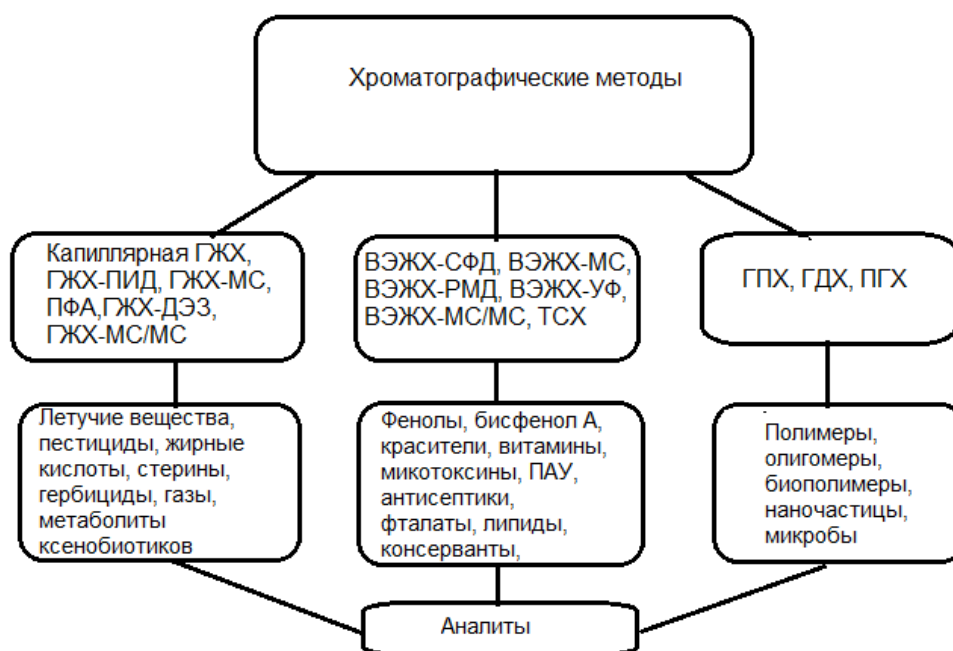 Хроматографические методы
Капиллярная ГЖХ,
ГЖХ-ПИД, ГЖХ-МС,
ПФА,ГЖХ-ДЭЗ,
ГЖХ-МС/МС
ВЭЖХ-СФД, ВЭЖХ-МС,
ВЭЖХ-РМД, ВЭЖХ-УФ,
ВЭЖХ-МС/МС, ТСХ
ГПХ, ГДХ, ПГХ
Летучие вещества,
пестициды, жирные
кислоты, стерины,
гербициды, газы,
метаболиты
ксенобиотиков
Фенолы, бисфенол А,
красители, витамины,
микотоксины, ПАУ,
антисептики,
фталаты, липиды,
консерванты,
Полимеры,
олигомеры,
биополимеры,
наночастицы,
микробы
Аналиты